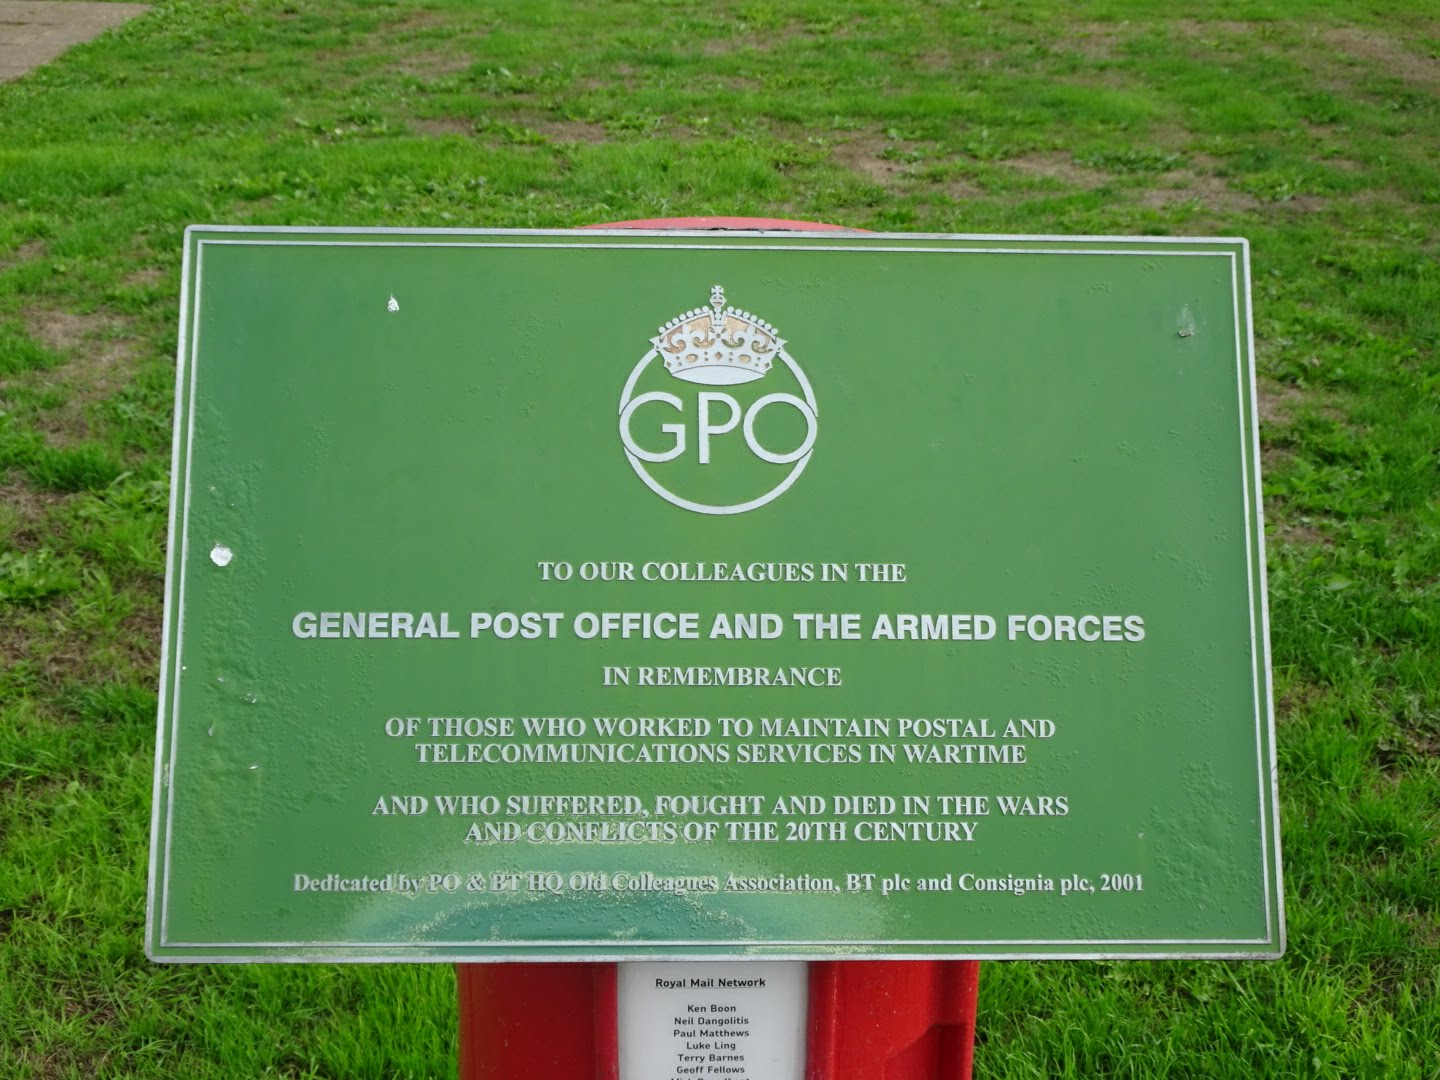 GPO
TO OUR COLLEAGUES IN THE
GENERAL POST OFFICE AND THE ARMED FORCES
IN REMEMBRANCE
OF THOSE WHO WORKED TO MAINTAIN POSTAL AND
TELECOMMUNICATIONS SERVICES IN WARTIME
AND WHO SUFFERED, FOUGHT AND DIED IN THE WARS
AND CONFLICTS OF THE 20TH CENTURY
Dedicated by PO & BT HQ Old Colleagues Association, BT plc and Consignia plc, 2001
Royal Mail Network
Ken Boon
Neil Dangolitis
Paul Matthews
Luke Ling
Terry Barnes
Geoff Fellows